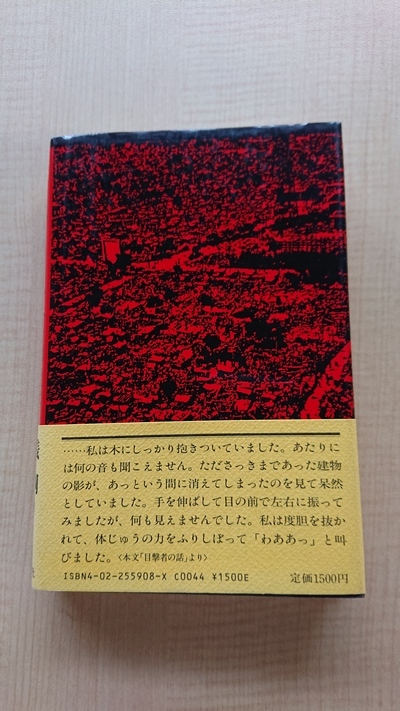 ……私は木にしっかり抱きついていました。あたりに
は何の音も聞こえません。たださっきまであった建物
の影が、あっという間に消えてしまったのを見て呆然
としていました。手を伸ばして目の前で左右に振って
みましたが、何も見えませんでした。私は度胆を抜か
れて、体じゅうの力をふりしぼって「わああっ」と叫
びました。〈本文「目撃者の話」より〉
ISBN4-02-255908-X C0044 ¥1500E
定価1500円